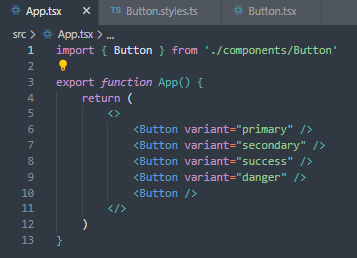 App.tsx × TS Button.styles.ts Button.tsx
src > App.tsx > ...
1 import { Button } from './components/Button'
2
3 export function App() {
4 return (
5 <>
6 <Button variant="primary" />
7 <Button variant="secondary" />
8 <Button variant="success" />
9 <Button variant="danger" />
10 <Button />
11 </>
12 )
13 }